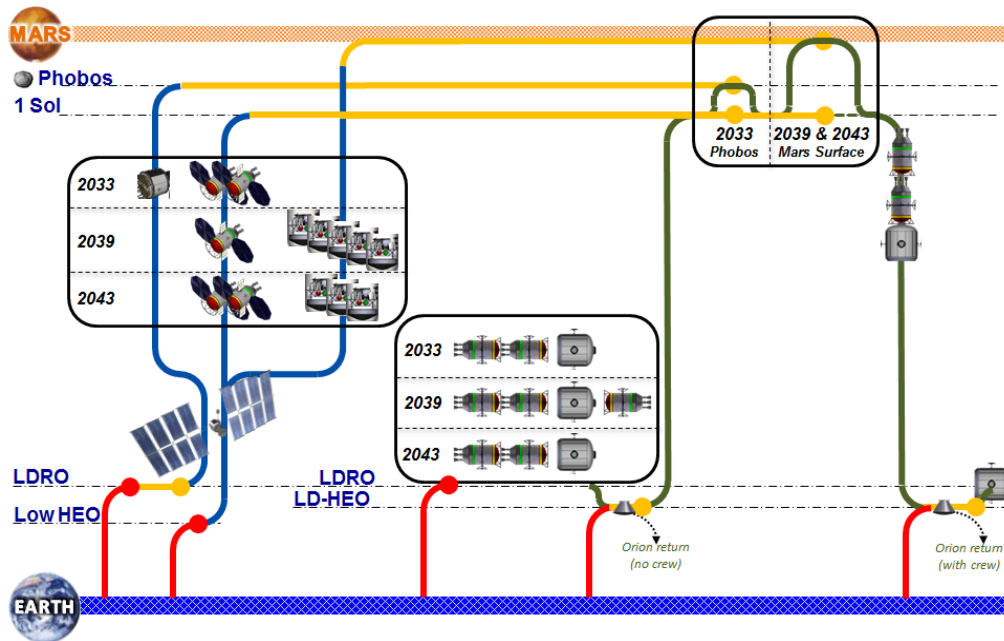 MARS
Phobos
1 Sol
2033 2039 & 2043
Phobos Mars Surface
2033
2039
2043
2033
2039
2043
LDRO
LDRO
LD-HEO
Low HEO
Orion return
(no crew)
Orion return
(with crew)
EARTH